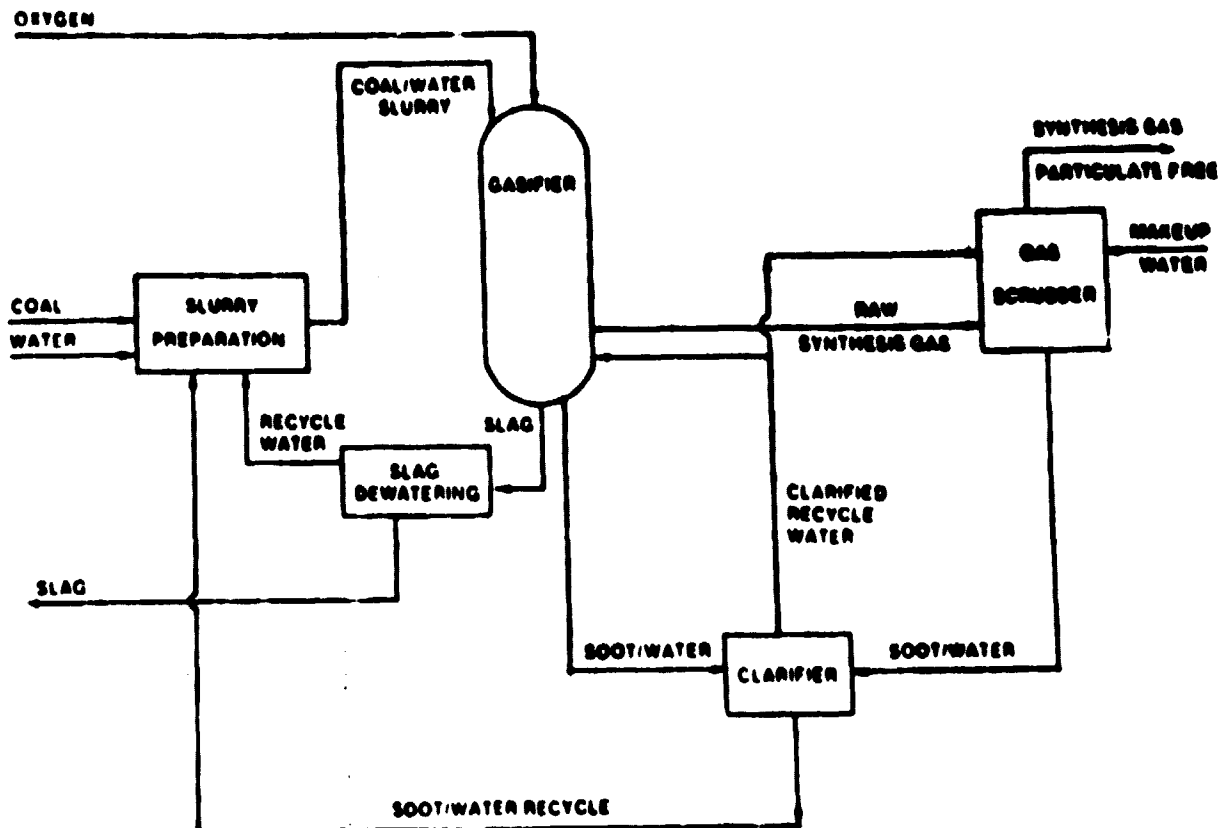 OXYGEN
COAL/WATER
SLURRY
GASIFIER
SYNTHESIS GAS
PARTICULATE FREE
MAKEUP
WATER
GAS
SCRUBBER
COAL
WATER
SLURRY
PREPARATION
RAW
SYNTHESIS GAS
RECYCLE
WATER
SLAG
SLAG
DEWATERING
CLARIFIED
RECYCLE
WATER
SLAG
SOOT/WATER
CLARIFIER
SOOT/WATER
SOOT/WATER RECYCLE